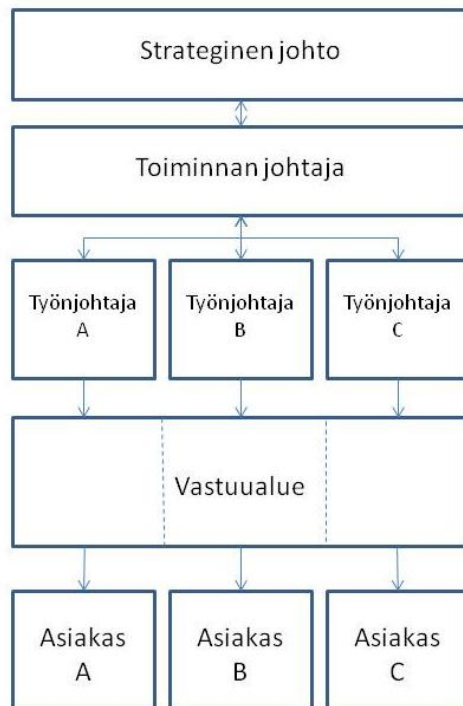 Strateginen johto
Toiminnan johtaja
Työnjohtaja
A
Työnjohtaja
B
Työnjohtaja
C
Vastuualue
Asiakas
A
Asiakas
B
Asiakas
C